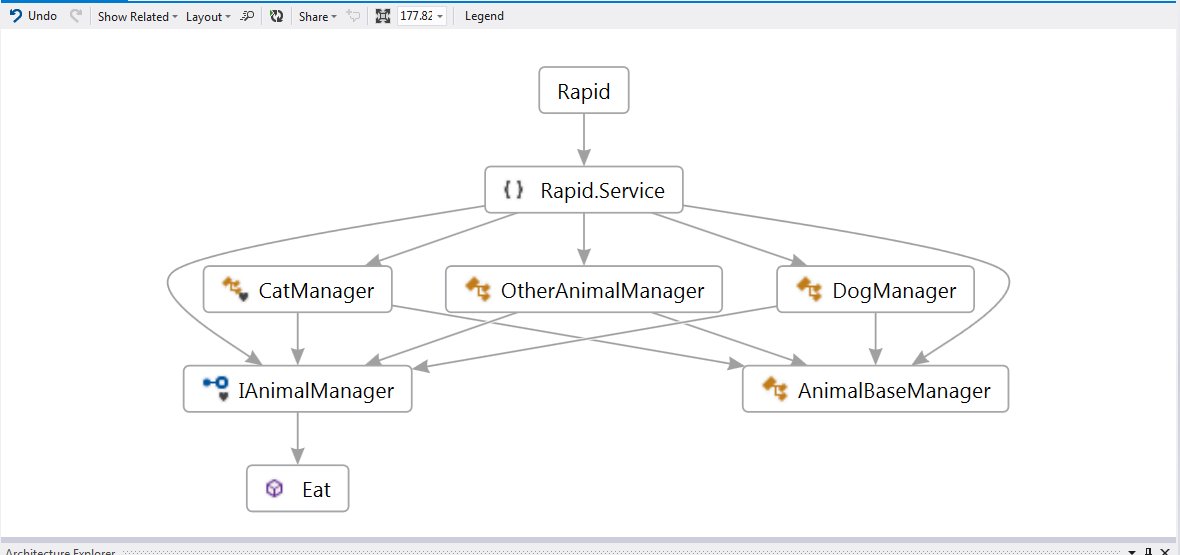 Undo Show Related Layout Share 177.82 Legend
Rapid
{ } Rapid.Service
CatManager OtherAnimalManager DogManager
IAnimalManager AnimalBaseManager
Eat
Architecture Explorer